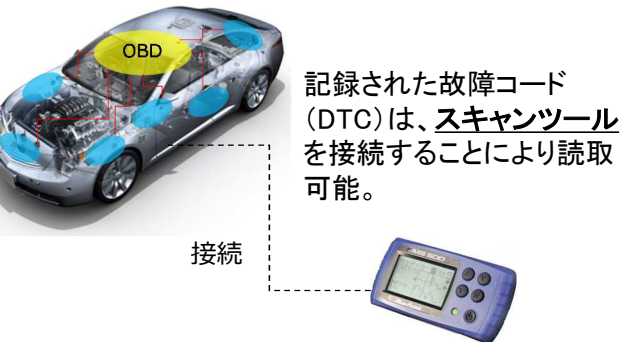 OBD
記録された故障コード
(DTC)は、スキャンツール
を接続することにより読取
可能。
接続